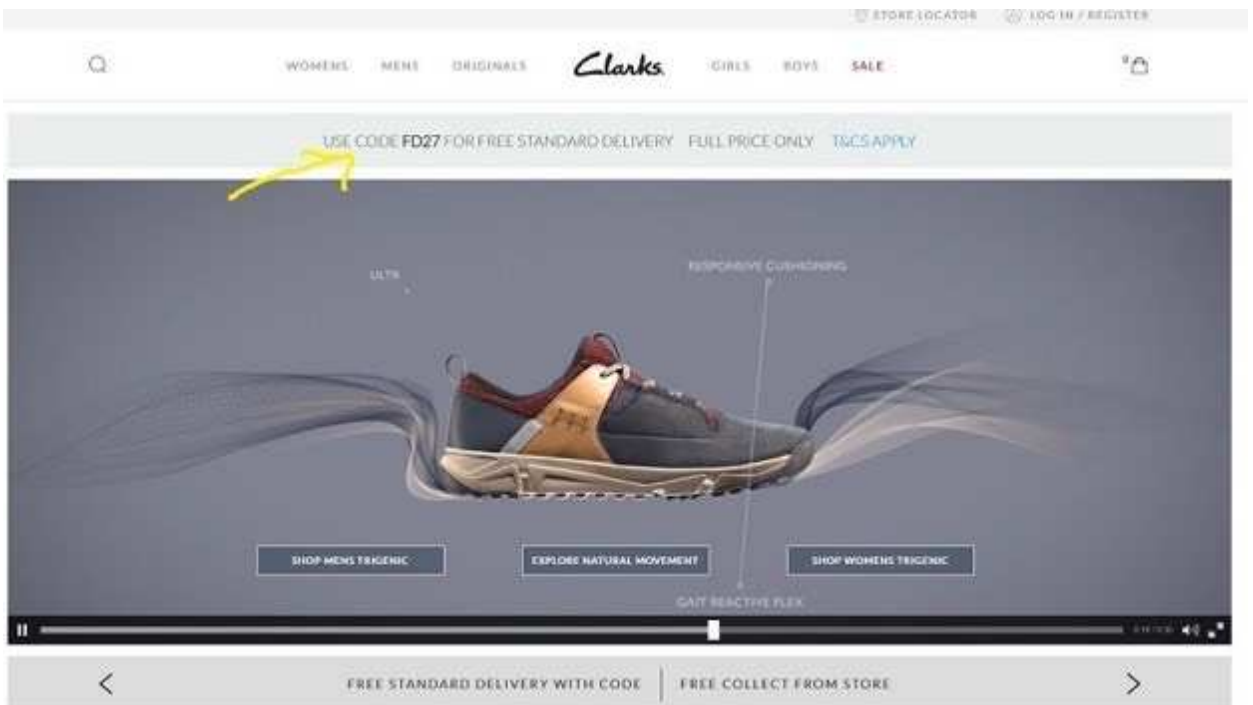 STORE LOCATOR LOG IN / REGISTER
WOMENS MENS ORIGINALS Clarks GIRLS BOYS SALE 0
USE CODE FD27 FOR FREE STANDARD DELIVERY FULL PRICE ONLY T&CS APPLY
RESPONSIVE CUSHIONING
ULTR
SHOP MENS TRIGENIC EXPLORE NATURAL MOVEMENT SHOP WOMENS TRIGENIC
GAIT REACTIVE FLEX
FREE STANDARD DELIVERY WITH CODE FREE COLLECT FROM STORE